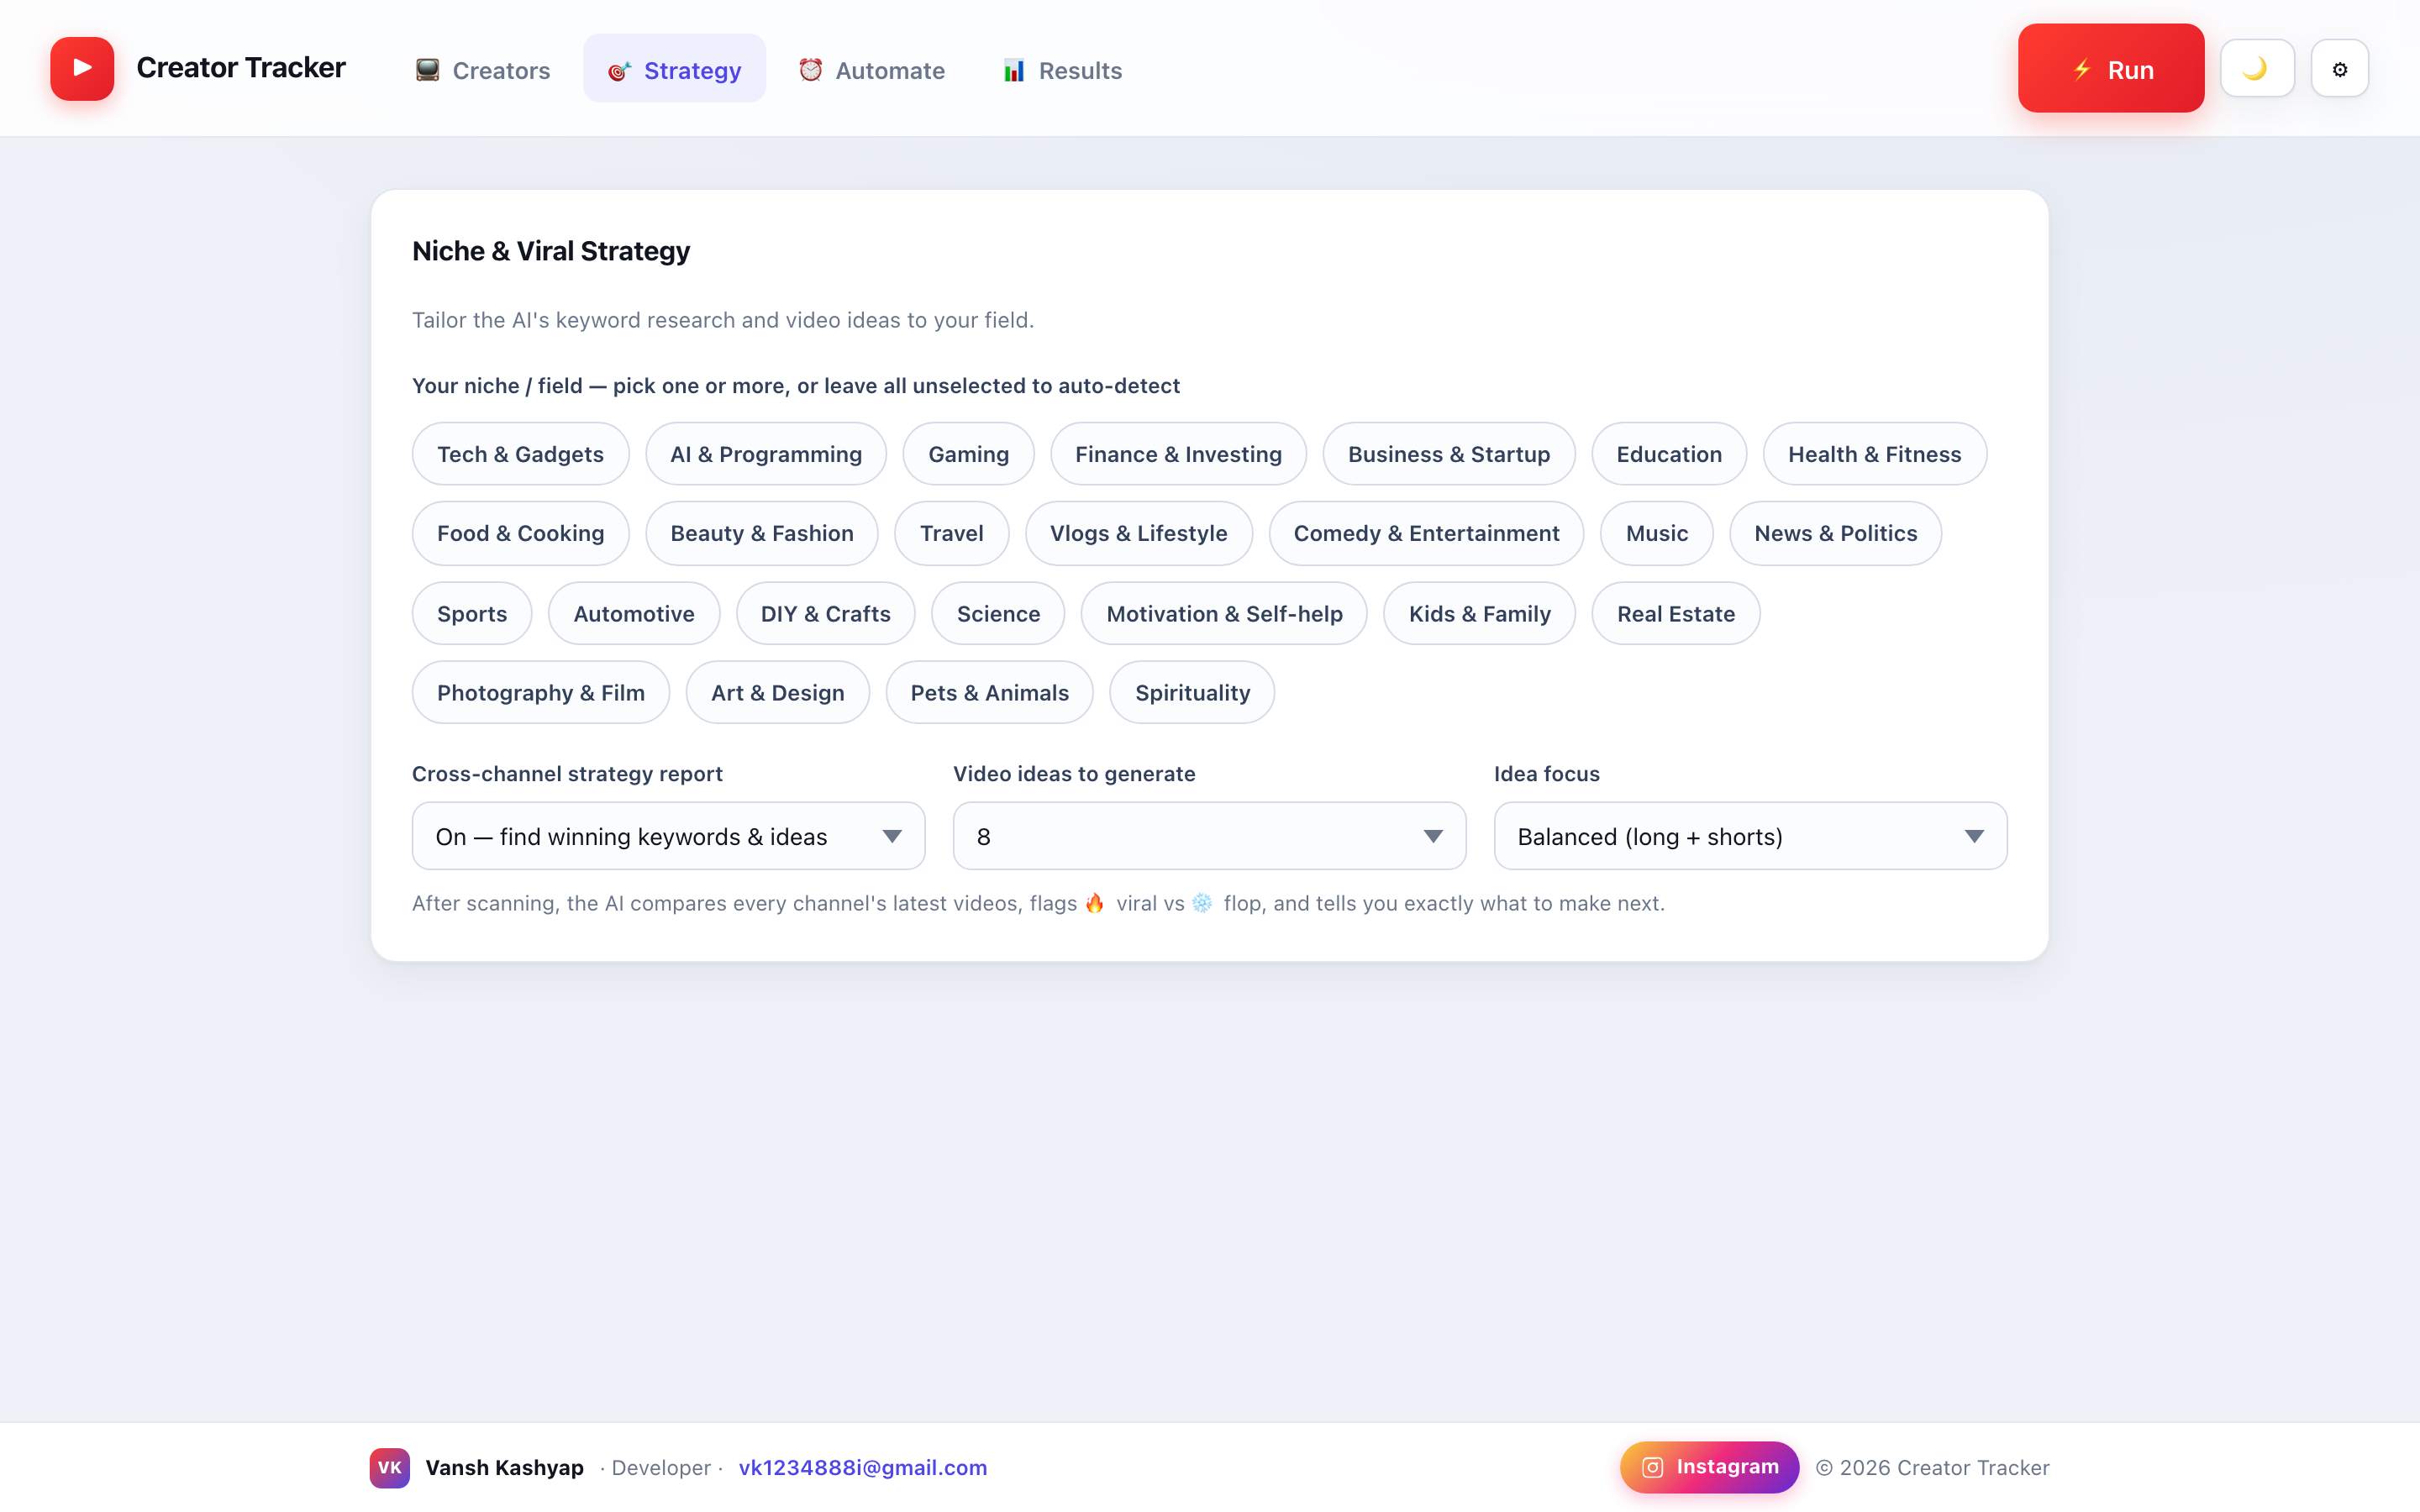 Creator Tracker
Creators
Strategy
Automate
Results
Run
Niche & Viral Strategy
Tailor the AI's keyword research and video ideas to your field.
Your niche / field — pick one or more, or leave all unselected to auto-detect
Tech & Gadgets AI & Programming Gaming Finance & Investing Business & Startup Education Health & Fitness
Food & Cooking Beauty & Fashion Travel Vlogs & Lifestyle Comedy & Entertainment Music News & Politics
Sports Automotive DIY & Crafts Science Motivation & Self-help Kids & Family Real Estate
Photography & Film Art & Design Pets & Animals Spirituality
Cross-channel strategy report Video ideas to generate Idea focus
On — find winning keywords & ideas 8 Balanced (long + shorts)
After scanning, the AI compares every channel's latest videos, flags 🔥 viral vs ❄️ flop, and tells you exactly what to make next.
VK Vansh Kashyap · Developer · vk1234888i@gmail.com
Instagram © 2026 Creator Tracker